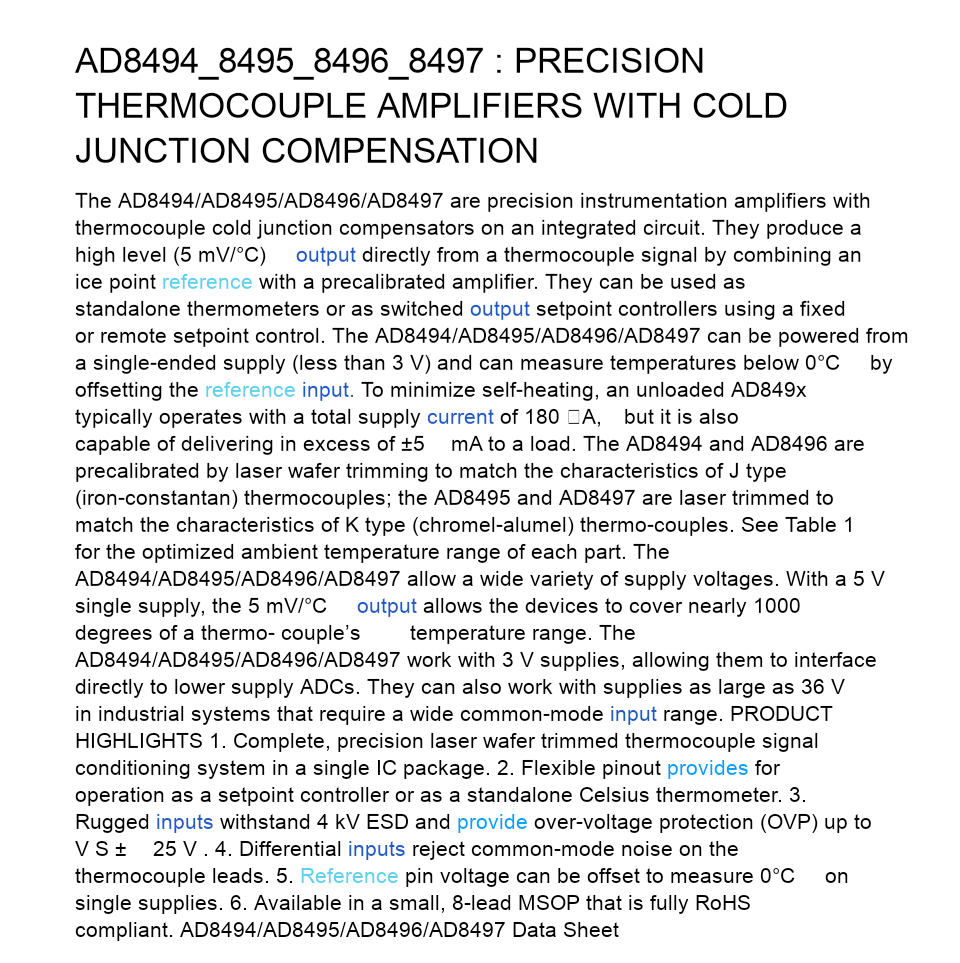 AD8494_8495_8496_8497 : PRECISION
THERMOCOUPLE AMPLIFIERS WITH COLD
JUNCTION COMPENSATION
The AD8494/AD8495/AD8496/AD8497 are precision instrumentation amplifiers with
thermocouple cold junction compensators on an integrated circuit. They produce a
high level (5 mV/°C) output directly from a thermocouple signal by combining an
ice point reference with a precalibrated amplifier. They can be used as
standalone thermometers or as switched output setpoint controllers using a fixed
or remote setpoint control. The AD8494/AD8495/AD8496/AD8497 can be powered from
a single-ended supply (less than 3 V) and can measure temperatures below 0°C by
offsetting the reference input. To minimize self-heating, an unloaded AD849x
typically operates with a total supply current of 180 □A, but it is also
capable of delivering in excess of ±5 mA to a load. The AD8494 and AD8496 are
precalibrated by laser wafer trimming to match the characteristics of J type
(iron-constantan) thermocouples; the AD8495 and AD8497 are laser trimmed to
match the characteristics of K type (chromel-alumel) thermo-couples. See Table 1
for the optimized ambient temperature range of each part. The
AD8494/AD8495/AD8496/AD8497 allow a wide variety of supply voltages. With a 5 V
single supply, the 5 mV/°C output allows the devices to cover nearly 1000
degrees of a thermo- couple’s temperature range. The
AD8494/AD8495/AD8496/AD8497 work with 3 V supplies, allowing them to interface
directly to lower supply ADCs. They can also work with supplies as large as 36 V
in industrial systems that require a wide common-mode input range. PRODUCT
HIGHLIGHTS 1. Complete, precision laser wafer trimmed thermocouple signal
conditioning system in a single IC package. 2. Flexible pinout provides for
operation as a setpoint controller or as a standalone Celsius thermometer. 3.
Rugged inputs withstand 4 kV ESD and provide over-voltage protection (OVP) up to
V S ± 25 V . 4. Differential inputs reject common-mode noise on the
thermocouple leads. 5. Reference pin voltage can be offset to measure 0°C on
single supplies. 6. Available in a small, 8-lead MSOP that is fully RoHS
compliant. AD8494/AD8495/AD8496/AD8497 Data Sheet